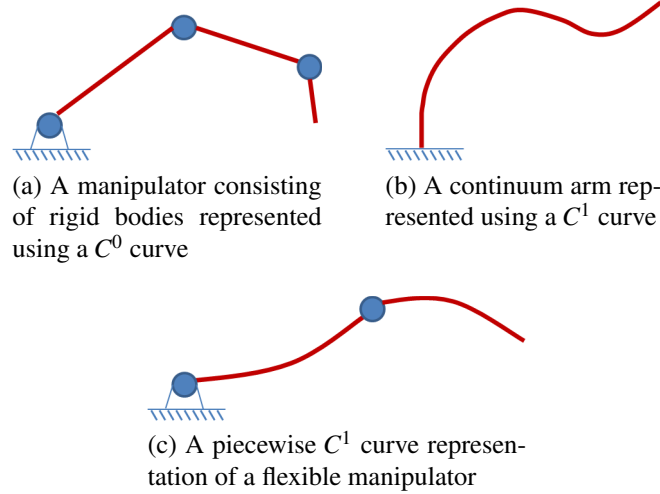 (a) A manipulator consisting
of rigid bodies represented
using a C⁰ curve
(b) A continuum arm rep-
resented using a C¹ curve
(c) A piecewise C¹ curve represen-
tation of a flexible manipulator